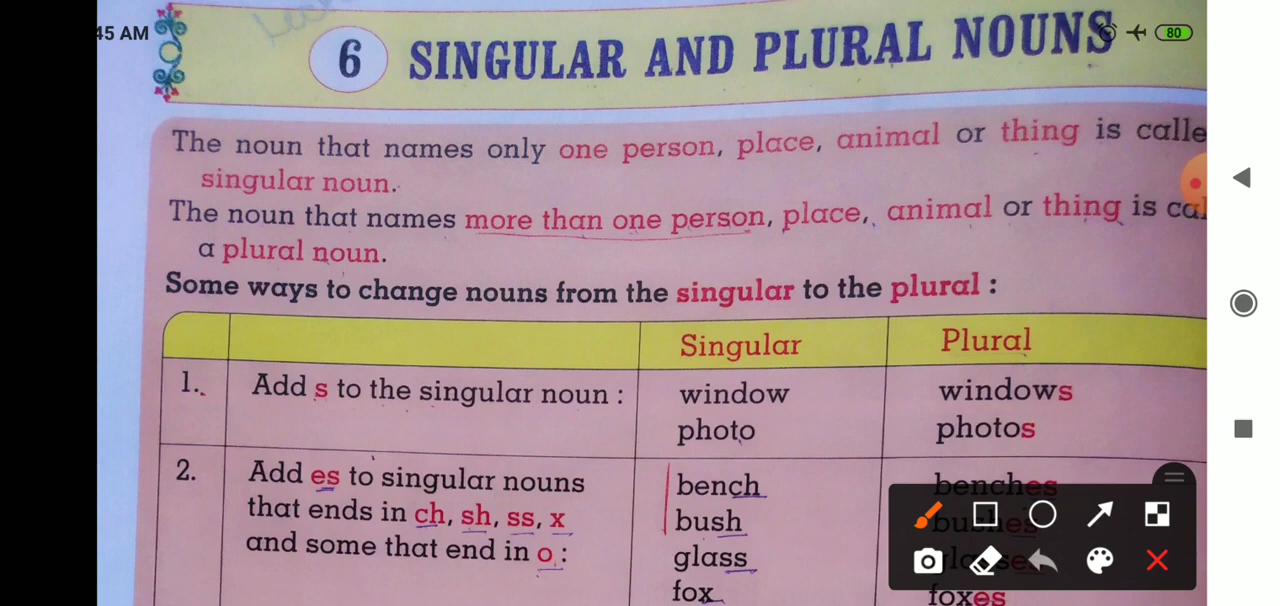 45 AM
80
6 SINGULAR AND PLURAL NOUNS
The noun that names only one person, place, animal or thing is calle
singular noun.
The noun that names more than one person, place, animal or thing is cal
a plural noun.
Some ways to change nouns from the singular to the plural :
Singular Plural
1. Add s to the singular noun : window windows
photo photos
2. Add es to singular nouns bench benches
that ends in ch, sh, ss, x bush bushes
and some that end in o : glass
fox foxes